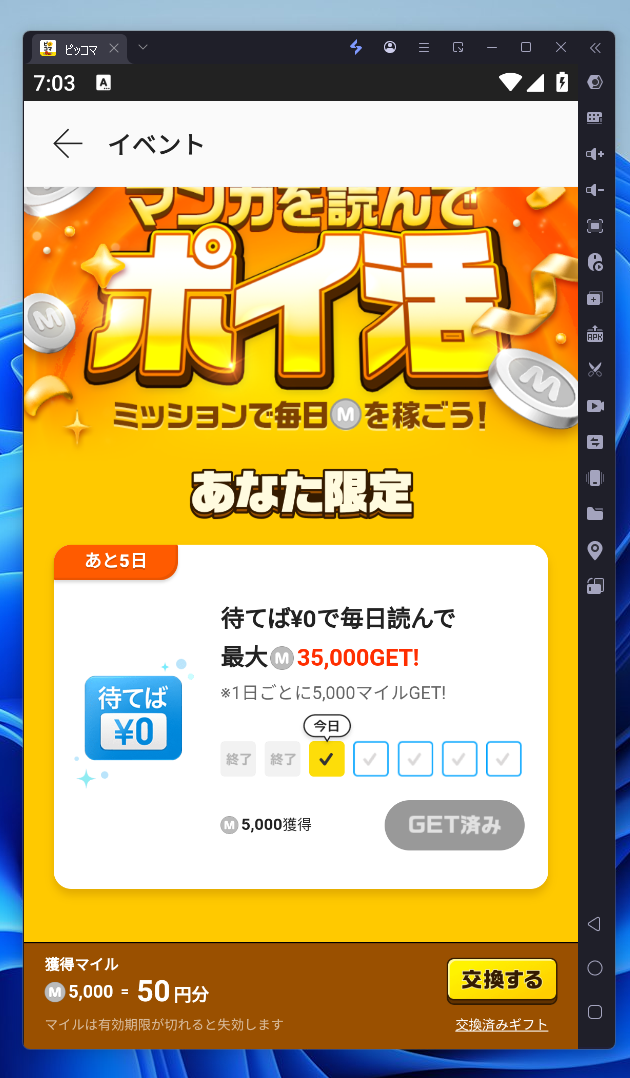 ピッコマ
7:03
A
イベント
マンガを読んで
ポイ活
ミッションで毎日Mを稼ごう!
あなた限定
あと5日
待てば¥0で毎日読んで
最大M35,000GET!
※1日ごとに5,000マイルGET!
待てば
¥0
今日
終了 終了
M 5,000獲得
GET済み
獲得マイル
M 5,000 = 50円分
マイルは有効期限が切れると失効します
交換する
交換済みギフト
APK